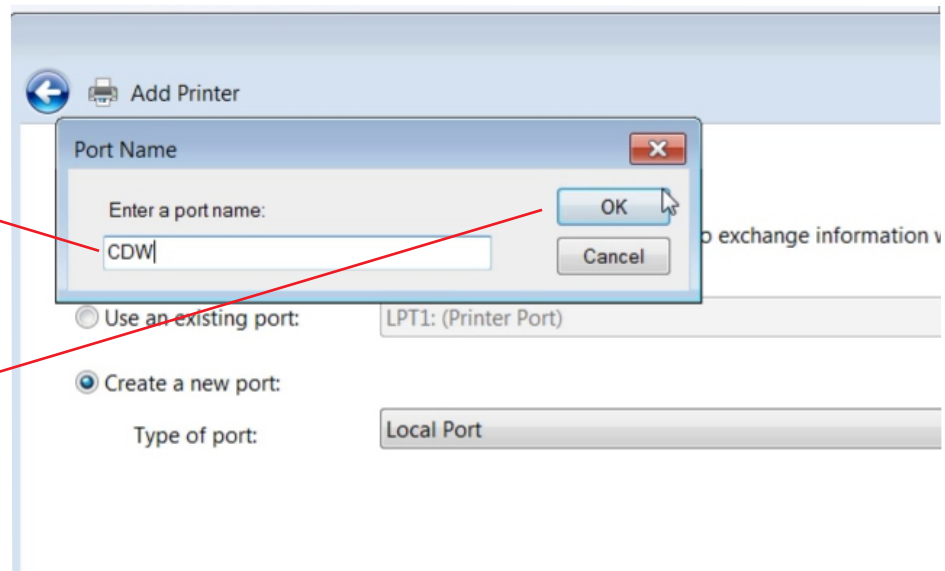 Add Printer
Port Name
Enter a port name:
OK
CDW
Cancel
o exchange information w
Use an existing port:
LPT1: (Printer Port)
Create a new port:
Type of port:
Local Port